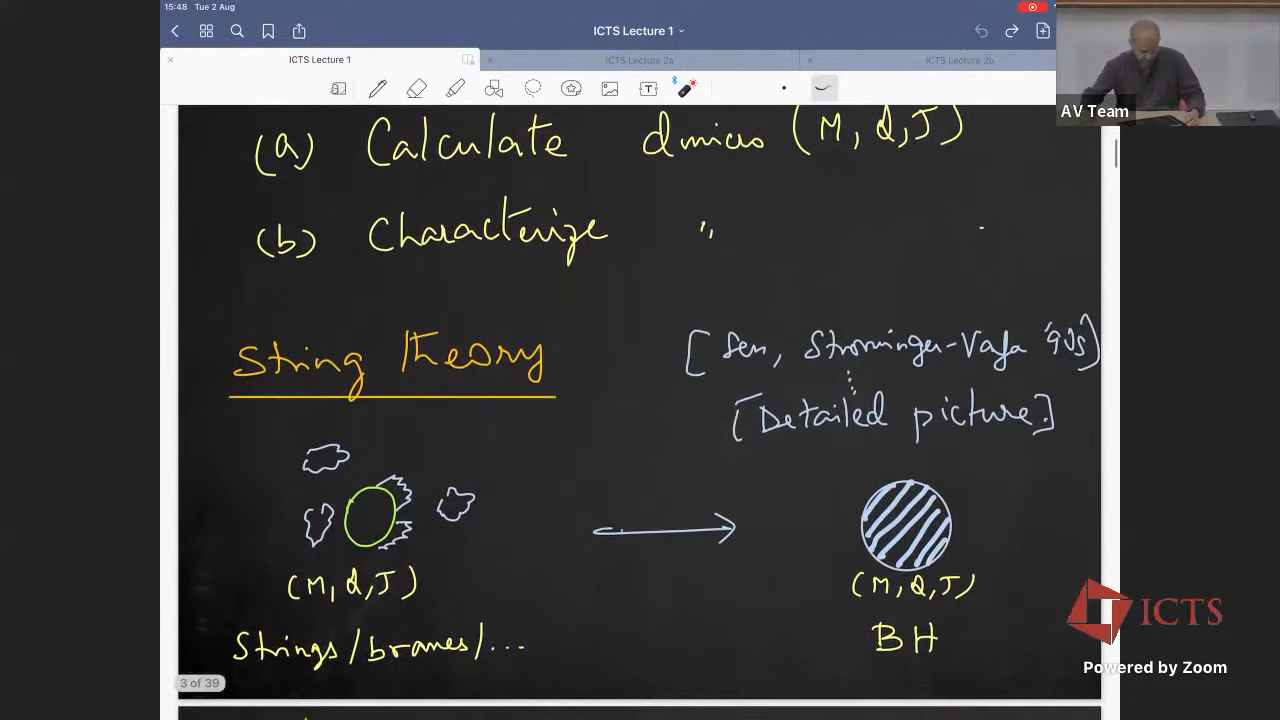 15:48 Tue 2 Aug
ICTS Lecture 1
ICTS Lecture 1
ICTS Lecture 2a
ICTS Lecture 2b
AV Team
(a) Calculate dmicro (M, Q, J)
(b) Characterize "
String theory
[Sen, Strominger-Vafa '90s]
[Detailed picture]
(M, Q, J)
(M, Q, J)
Strings/branes/...
BH
3 of 39
ICTS
Powered by Zoom